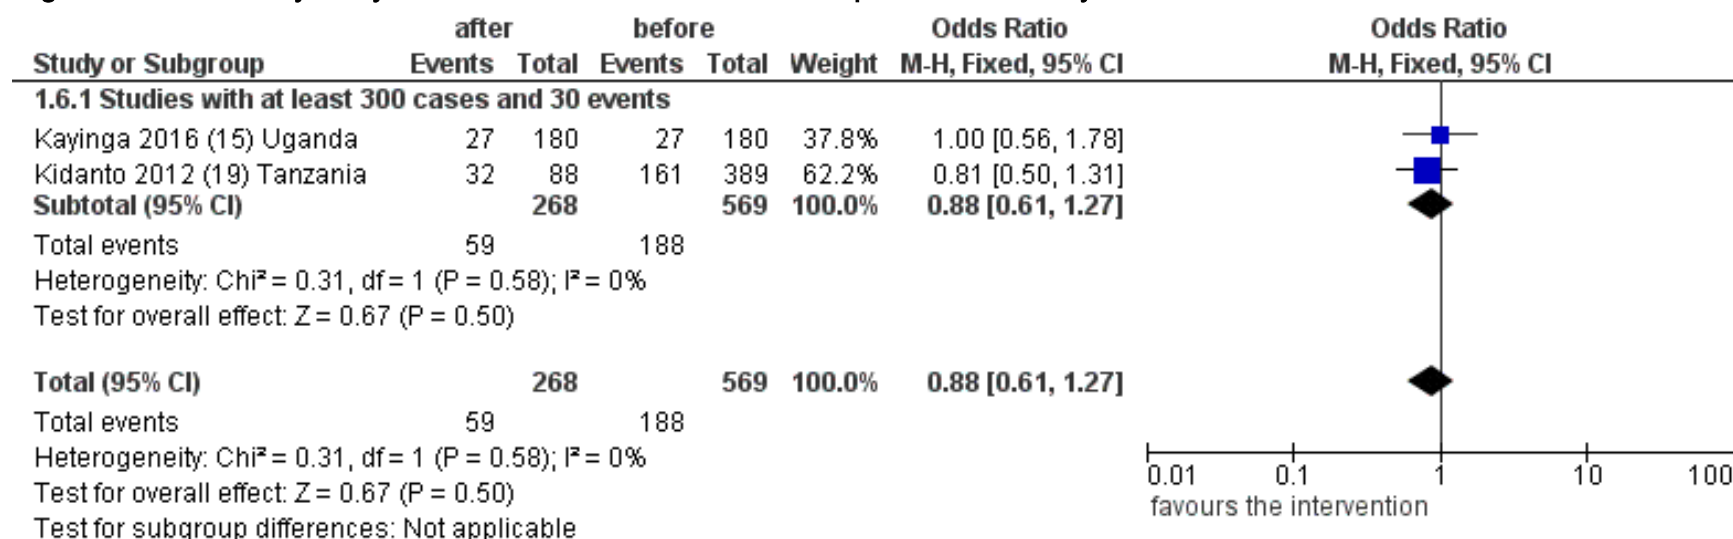 after before Odds Ratio Odds Ratio
Study or Subgroup Events Total Events Total Weight M-H, Fixed, 95% CI M-H, Fixed, 95% CI
1.6.1 Studies with at least 300 cases and 30 events
Kayinga 2016 (15) Uganda 27 180 27 180 37.8% 1.00 [0.56, 1.78]
Kidanto 2012 (19) Tanzania 32 88 161 389 62.2% 0.81 [0.50, 1.31]
Subtotal (95% CI) 268 569 100.0% 0.88 [0.61, 1.27]
Total events 59 188
Heterogeneity: Chi² = 0.31, df = 1 (P = 0.58); I² = 0%
Test for overall effect: Z = 0.67 (P = 0.50)
Total (95% CI) 268 569 100.0% 0.88 [0.61, 1.27]
Total events 59 188
Heterogeneity: Chi² = 0.31, df = 1 (P = 0.58); I² = 0%
Test for overall effect: Z = 0.67 (P = 0.50)
Test for subgroup differences: Not applicable
0.01 0.1 1 10 100
favours the intervention